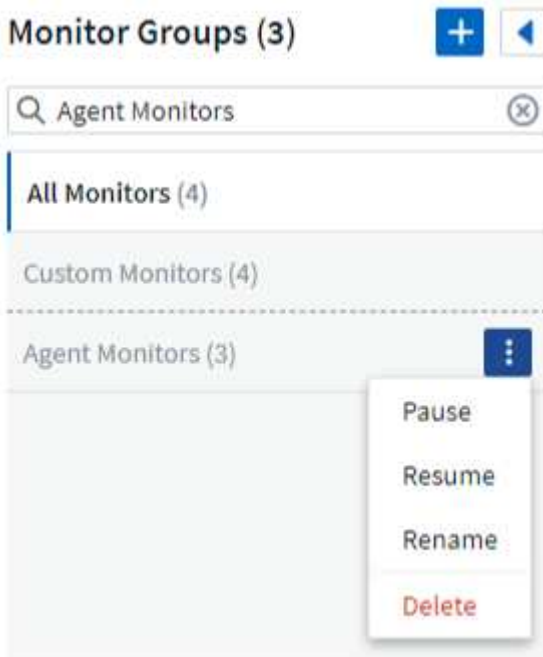 Monitor Groups (3)
Agent Monitors
All Monitors (4)
Custom Monitors (4)
Agent Monitors (3)
Pause
Resume
Rename
Delete